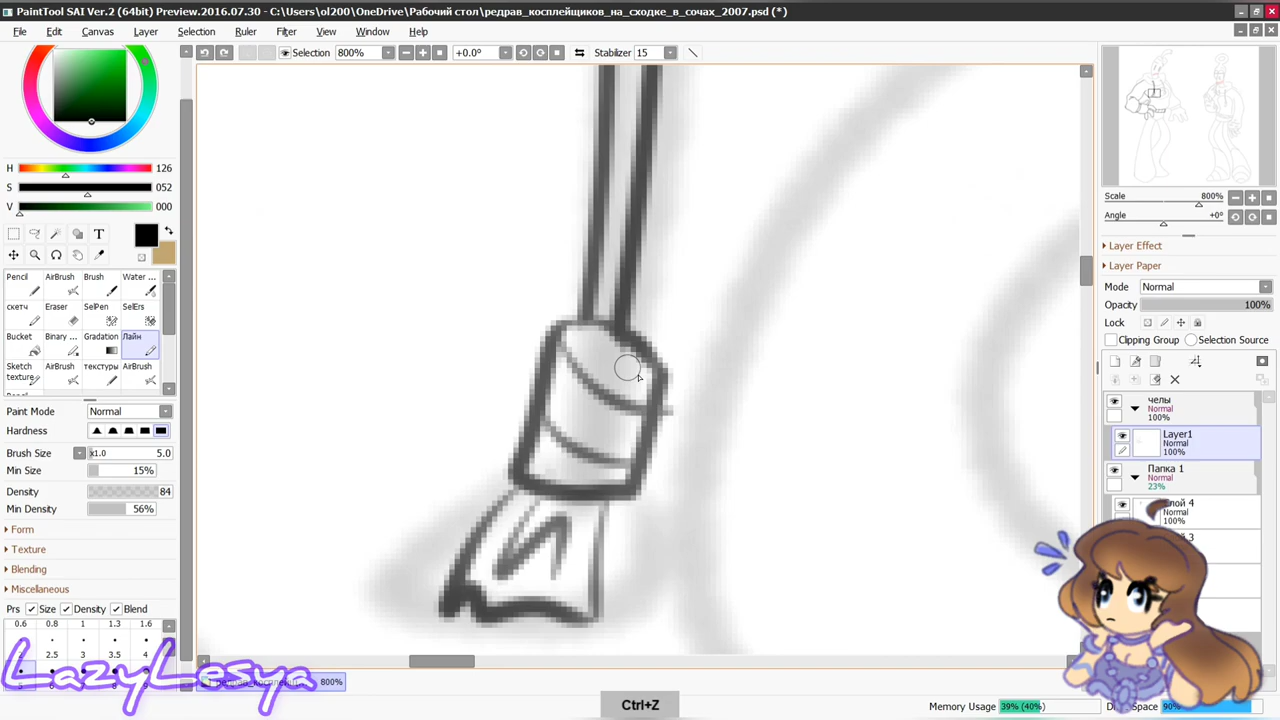 PaintTool SAI Ver.2 (64bit) Preview.2016.07.30 - C:\Users\ol200\OneDrive\Рабочий стол\редрав_косплейщиков_на_сходке_в_сочах_2007.psd (*)
File Edit Canvas Layer Selection Ruler Filter View Window Help
Selection 800% +0.0° Stabilizer 15
H 126
S 052
V 000
T
Pencil AirBrush Brush Water ...
скетч Eraser SelPen SelErs
Bucket Binary ... Gradation Лайн
Sketch AirBrush текстуры AirBrush
texture
Paint Mode Normal
Hardness
Brush Size x1.0 5.0
Min Size 15%
Density 84
Min Density 56%
Form
Texture
Blending
Miscellaneous
Prs Size Density Blend
0.6 0.8 1 1.3 1.6
2.5 3 3.5 4
LazyLesya
800%
Ctrl+Z
Scale 800%
Angle +0°
Layer Effect
Layer Paper
Mode Normal
Opacity 100%
Lock
Clipping Group Selection Source
челы
Normal
100%
Layer1
Normal
100%
Папка 1
Normal
23%
Normal
100%
Memory Usage 39% (40%) Space 90%